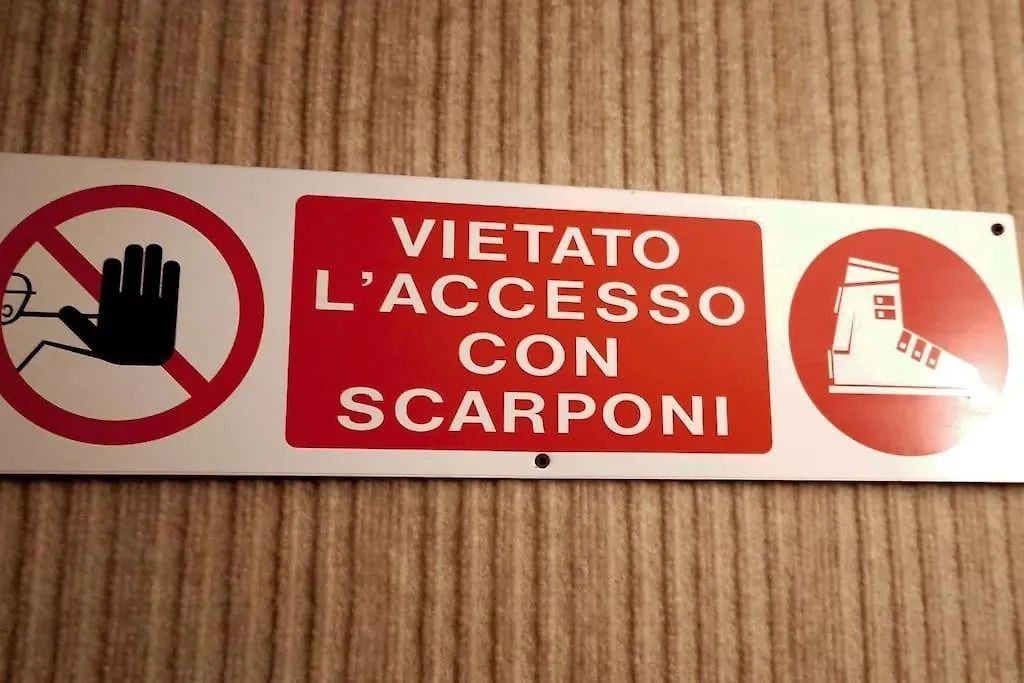 VIETATO
L'ACCESSO
CON
SCARPONI